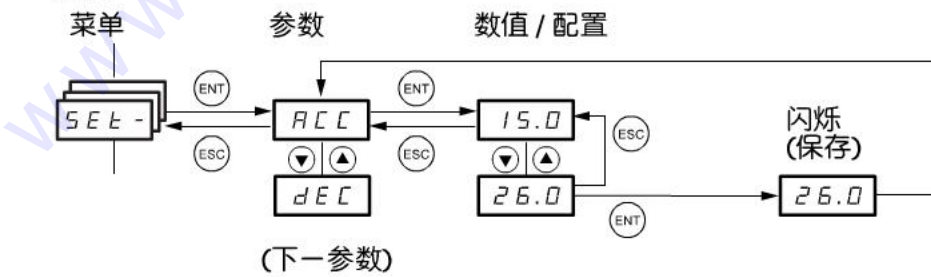 菜单 参数 数值 / 配置
ENT ENT
SEt - ACC 15.0 ESC 闪烁
ESC ESC (保存)
dEC 26.0 26.0
ENT
(下一参数)